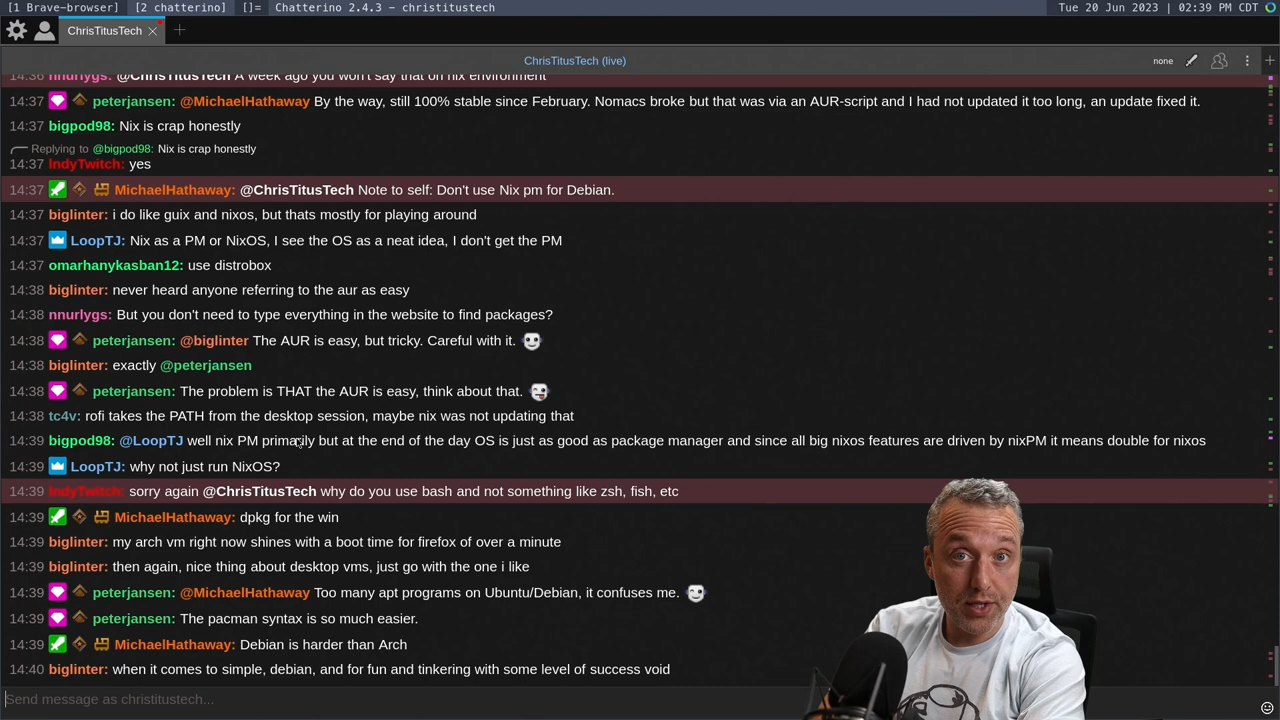 [1 Brave-browser] [2 chatterino] []= Chatterino 2.4.3 - christitustech Tue 20 Jun 2023 | 02:39 PM CDT
ChrisTitusTech
ChrisTitusTech (live) none
14:36 nnurlygs: @ChrisTitusTech A week ago you won't say that on nix environment
14:37 peterjansen: @MichaelHathaway By the way, still 100% stable since February. Nomacs broke but that was via an AUR-script and I had not updated it too long, an update fixed it.
14:37 bigpod98: Nix is crap honestly
Replying to @bigpod98: Nix is crap honestly
14:37 IndyTwitch: yes
14:37 MichaelHathaway: @ChrisTitusTech Note to self: Don't use Nix pm for Debian.
14:37 biglinter: i do like guix and nixos, but thats mostly for playing around
14:37 LoopTJ: Nix as a PM or NixOS, I see the OS as a neat idea, I don't get the PM
14:37 omarhanykasban12: use distrobox
14:38 biglinter: never heard anyone referring to the aur as easy
14:38 nnurlygs: But you don't need to type everything in the website to find packages?
14:38 peterjansen: @biglinter The AUR is easy, but tricky. Careful with it.
14:38 biglinter: exactly @peterjansen
14:38 peterjansen: The problem is THAT the AUR is easy, think about that.
14:38 tc4v: rofi takes the PATH from the desktop session, maybe nix was not updating that
14:39 bigpod98: @LoopTJ well nix PM primarily but at the end of the day OS is just as good as package manager and since all big nixos features are driven by nixPM it means double for nixos
14:39 LoopTJ: why not just run NixOS?
14:39 IndyTwitch: sorry again @ChrisTitusTech why do you use bash and not something like zsh, fish, etc
14:39 MichaelHathaway: dpkg for the win
14:39 biglinter: my arch vm right now shines with a boot time for firefox of over a minute
14:39 biglinter: then again, nice thing about desktop vms, just go with the one i like
14:39 peterjansen: @MichaelHathaway Too many apt programs on Ubuntu/Debian, it confuses me.
14:39 peterjansen: The pacman syntax is so much easier.
14:39 MichaelHathaway: Debian is harder than Arch
14:40 biglinter: when it comes to simple, debian, and for fun and tinkering with some level of success void
Send message as christitustech...